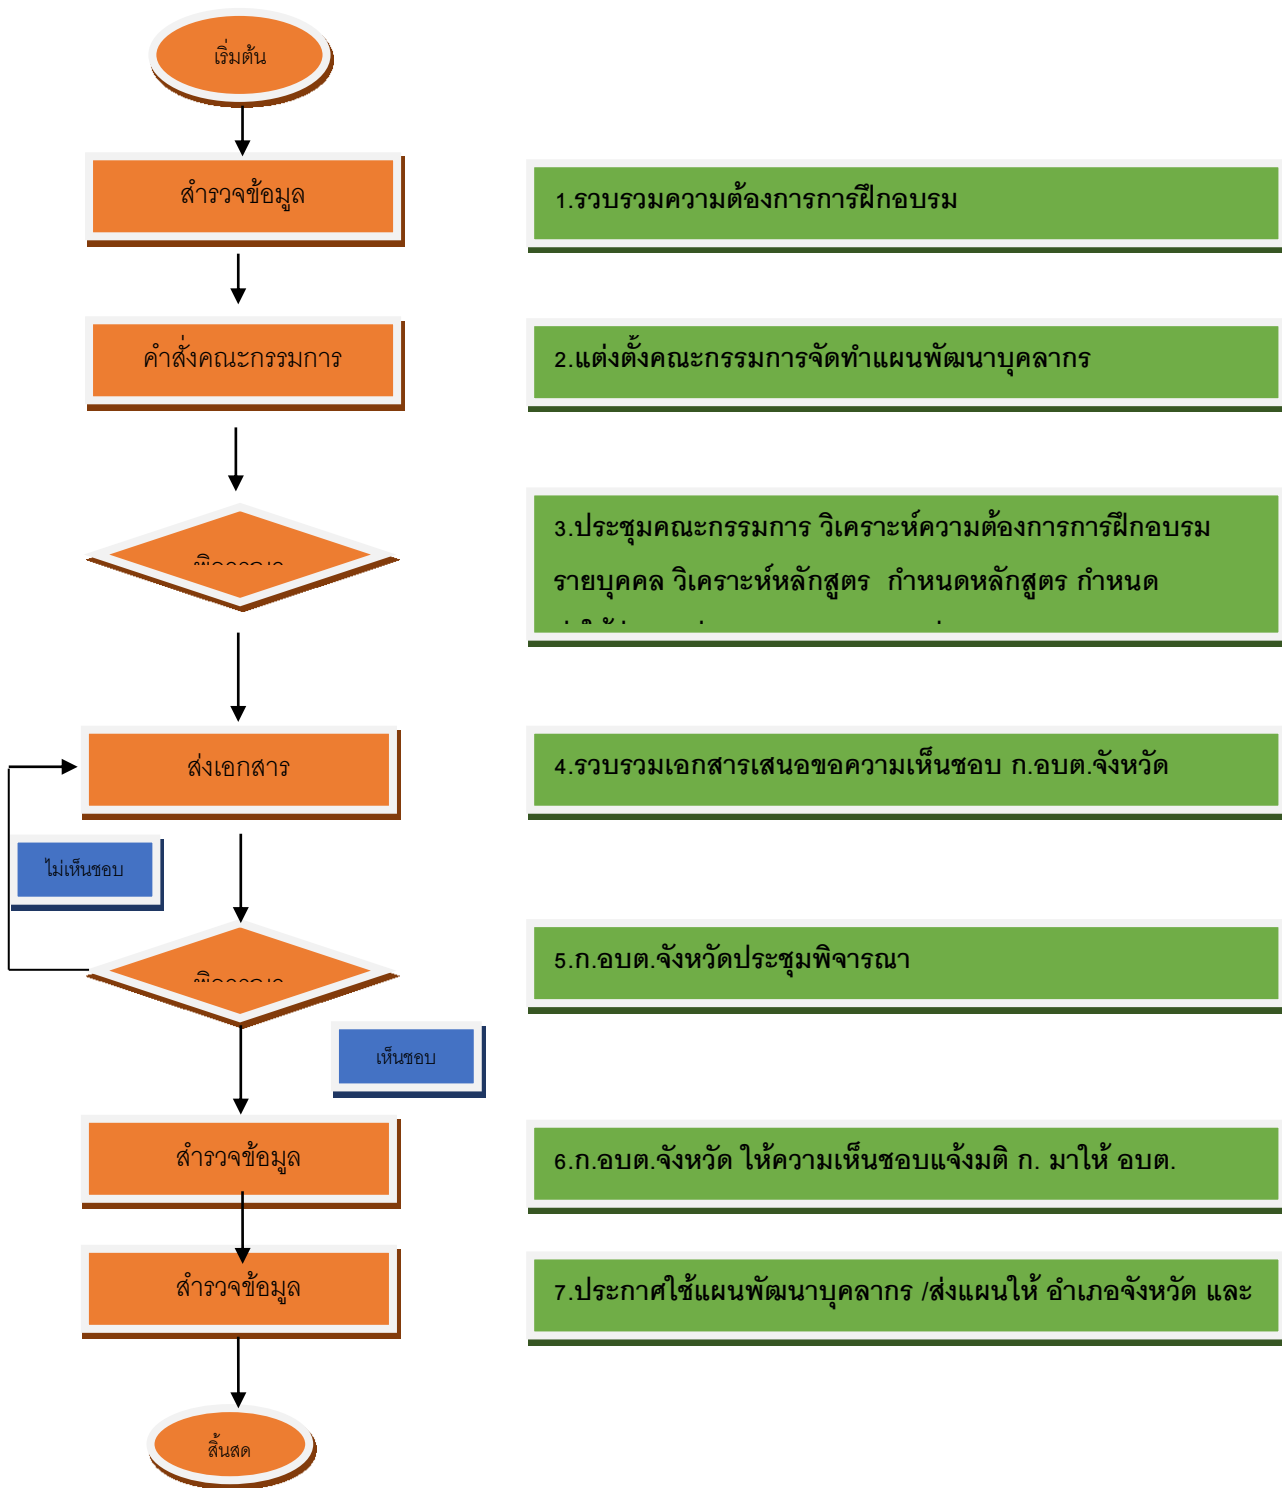 เริ่มต้น
สำรวจข้อมูล
1.รวบรวมความต้องการการฝึกอบรม
คำสั่งคณะกรรมการ
2.แต่งตั้งคณะกรรมการจัดทำแผนพัฒนาบุคลากร
3.ประชุมคณะกรรมการ วิเคราะห์ความต้องการการฝึกอบรม
รายบุคคล วิเคราะห์หลักสูตร กำหนดหลักสูตร กำหนด
ส่งเอกสาร
4.รวบรวมเอกสารเสนอขอความเห็นชอบ ก.อบต.จังหวัด
ไม่เห็นชอบ
5.ก.อบต.จังหวัดประชุมพิจารณา
เห็นชอบ
สำรวจข้อมูล
6.ก.อบต.จังหวัด ให้ความเห็นชอบแจ้งมติ ก. มาให้ อบต.
สำรวจข้อมูล
7.ประกาศใช้แผนพัฒนาบุคลากร /ส่งแผนให้ อำเภอจังหวัด และ
สิ้นสด